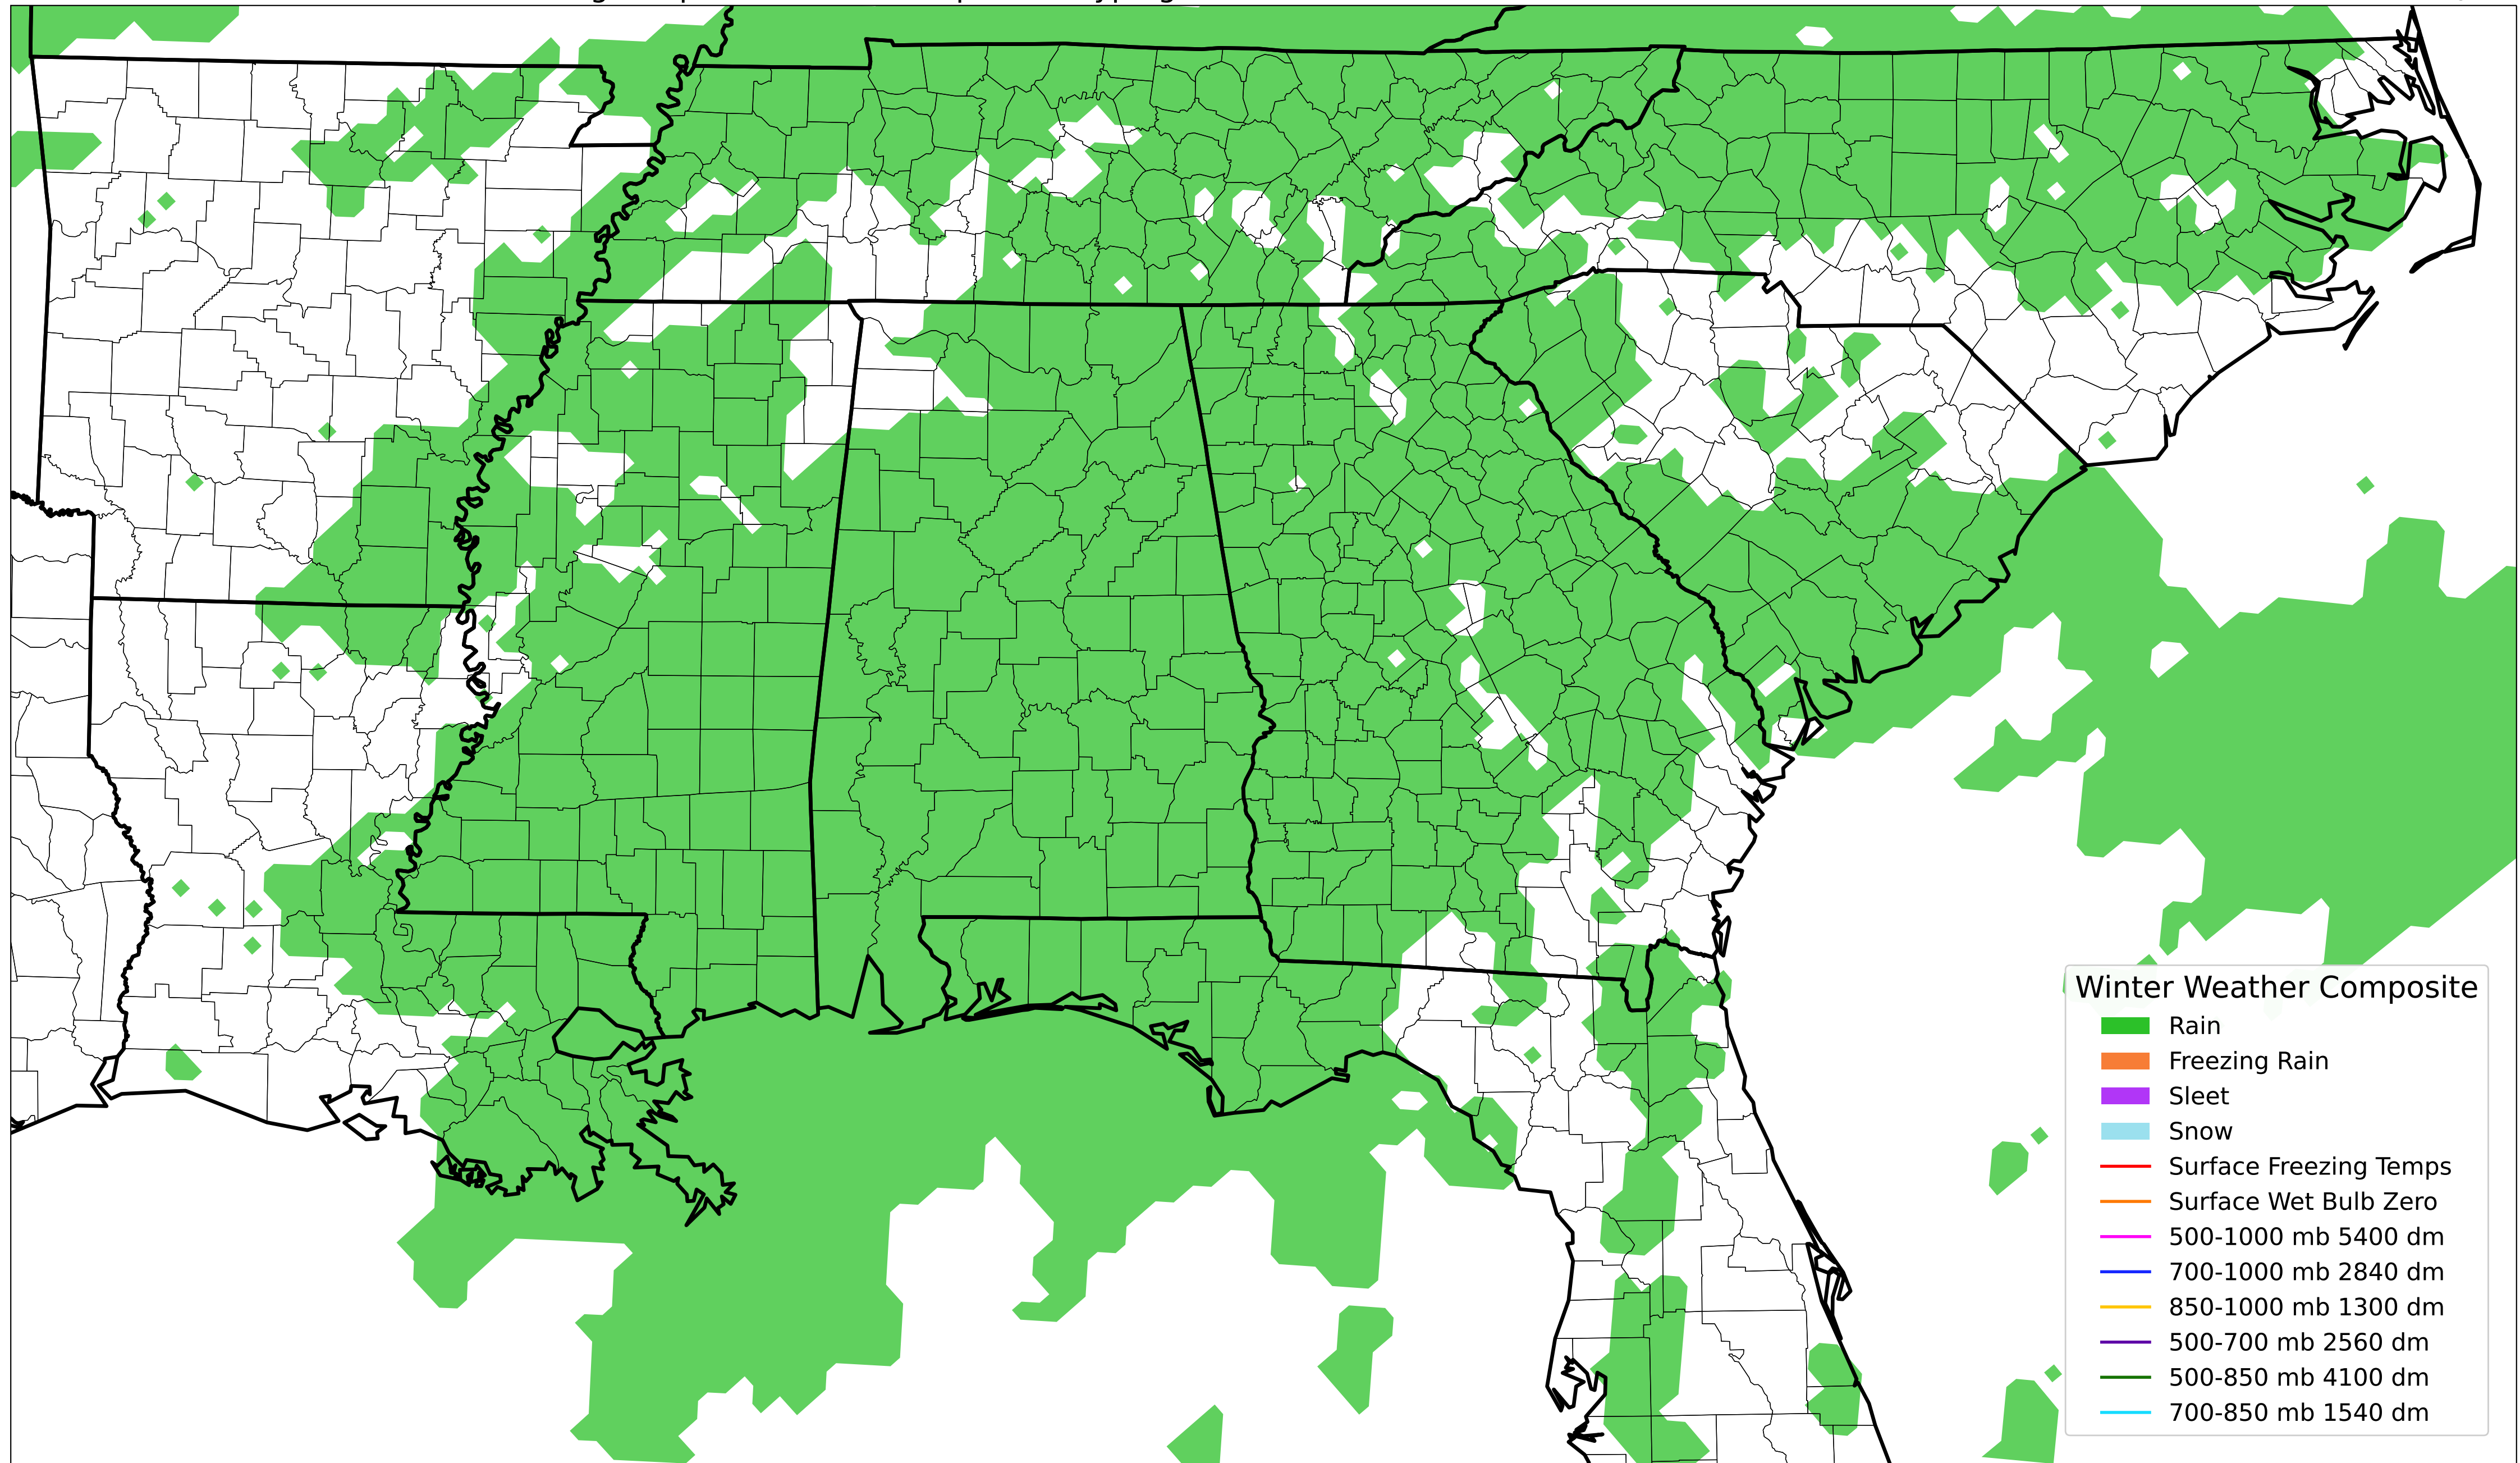 Winter Weather Composite
Rain
Freezing Rain
Sleet
Snow
Surface Freezing Temps
Surface Wet Bulb Zero
500-1000 mb 5400 dm
700-1000 mb 2840 dm
850-1000 mb 1300 dm
500-700 mb 2560 dm
500-850 mb 4100 dm
700-850 mb 1540 dm